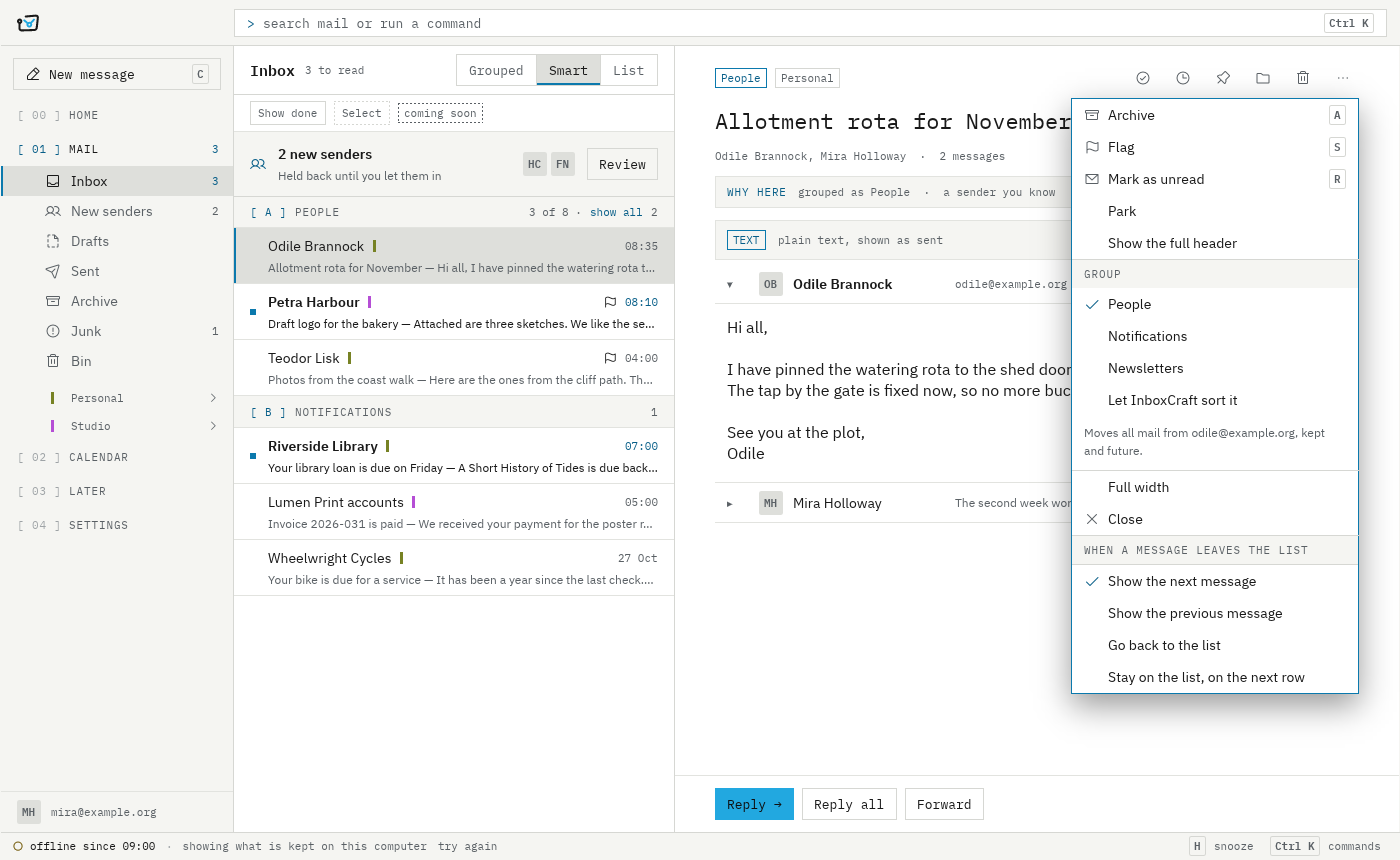 > search mail or run a command
Ctrl K
New message C
[ 00 ] HOME
[ 01 ] MAIL 3
Inbox 3
New senders 2
Drafts
Sent
Archive
Junk 1
Bin
Personal
Studio
[ 02 ] CALENDAR
[ 03 ] LATER
[ 04 ] SETTINGS
MH mira@example.org
Inbox 3 to read
Grouped Smart List
Show done Select coming soon
2 new senders
Held back until you let them in
HC FN Review
[ A ] PEOPLE 3 of 8 · show all 2
Odile Brannock 08:35
Allotment rota for November — Hi all, I have pinned the watering rota t…
Petra Harbour 08:10
Draft logo for the bakery — Attached are three sketches. We like the se…
Teodor Lisk 04:00
Photos from the coast walk — Here are the ones from the cliff path. Th…
[ B ] NOTIFICATIONS 1
Riverside Library 07:00
Your library loan is due on Friday — A Short History of Tides is due back…
Lumen Print accounts 05:00
Invoice 2026-031 is paid — We received your payment for the poster r…
Wheelwright Cycles 27 Oct
Your bike is due for a service — It has been a year since the last check.…
People Personal
Allotment rota for November
Odile Brannock, Mira Holloway · 2 messages
WHY HERE grouped as People · a sender you know
TEXT plain text, shown as sent
▾ OB Odile Brannock odile@example.org
Hi all,
I have pinned the watering rota to the shed door
The tap by the gate is fixed now, so no more buc
See you at the plot,
Odile
▸ MH Mira Holloway The second week wor
Archive A
Flag S
Mark as unread R
Park
Show the full header
GROUP
People
Notifications
Newsletters
Let InboxCraft sort it
Moves all mail from odile@example.org, kept
and future.
Full width
Close
WHEN A MESSAGE LEAVES THE LIST
Show the next message
Show the previous message
Go back to the list
Stay on the list, on the next row
Reply → Reply all Forward
offline since 09:00 · showing what is kept on this computer try again
H snooze Ctrl K commands